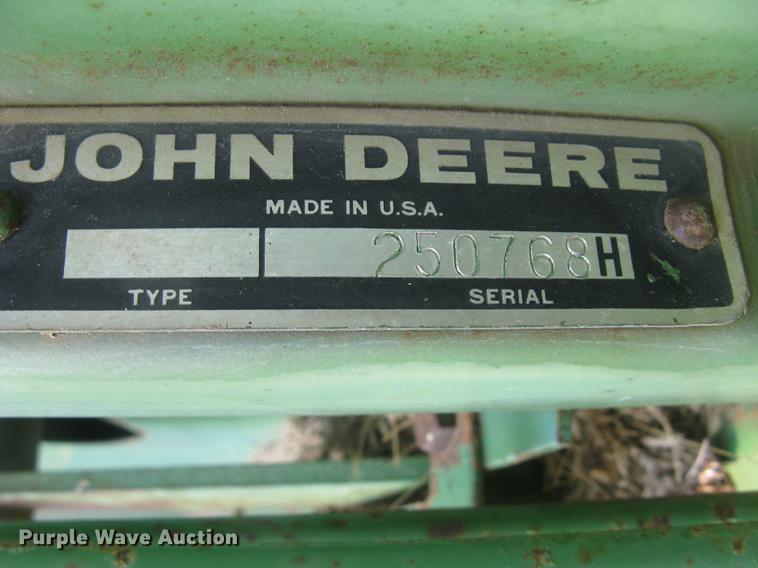 JOHN DEERE
MADE IN U.S.A.
250768H
TYPE SERIAL
Purple Wave Auction